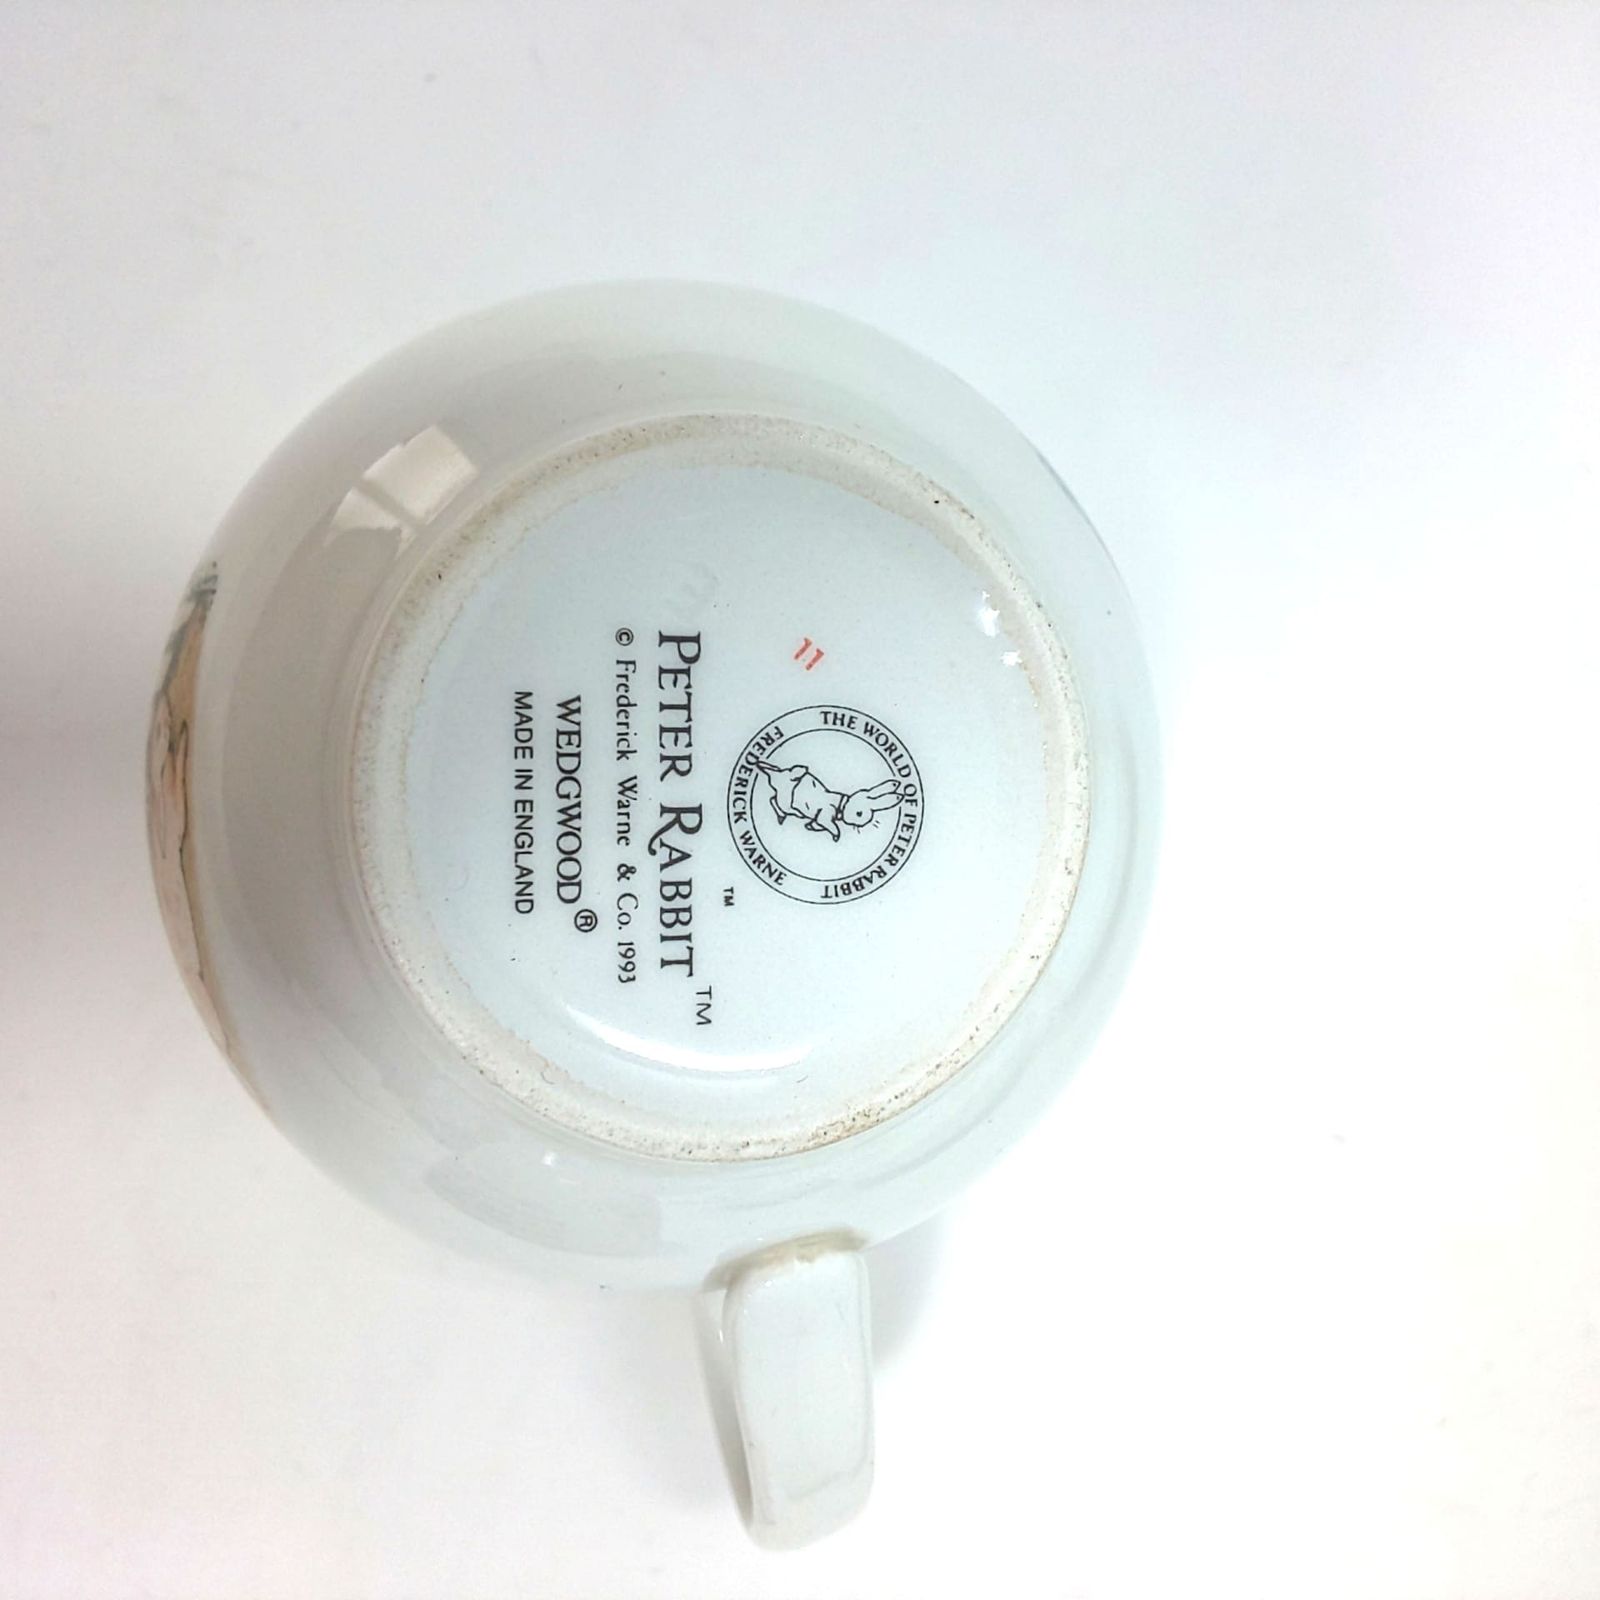 11
THE WORLD OF PETER RABBIT
FREDERICK WARNE
™
PETER RABBIT™
© Frederick Warne & Co. 1993
WEDGWOOD®
MADE IN ENGLAND